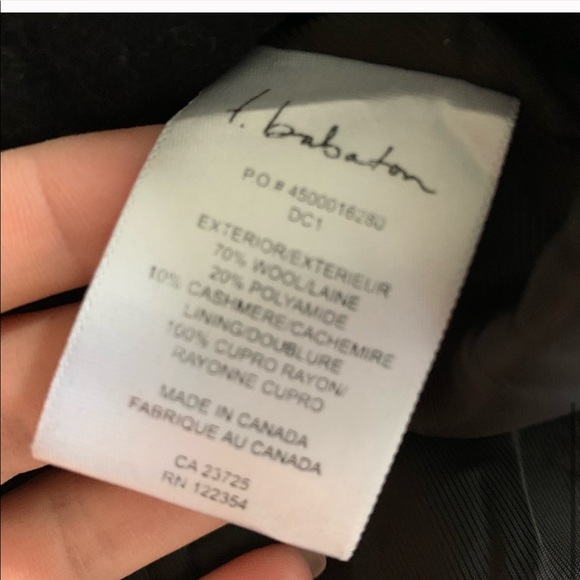 f. babaton
P.O.# 4500016280
DC1
EXTERIOR/EXTERIEUR
70% WOOL/LAINE
20% POLYAMIDE
10% CASHMERE/CACHEMIRE
LINING/DOUBLURE
100% CUPRO RAYON/
RAYONNE CUPRO
MADE IN CANADA
FABRIQUE AU CANADA
CA 23725
RN 122354